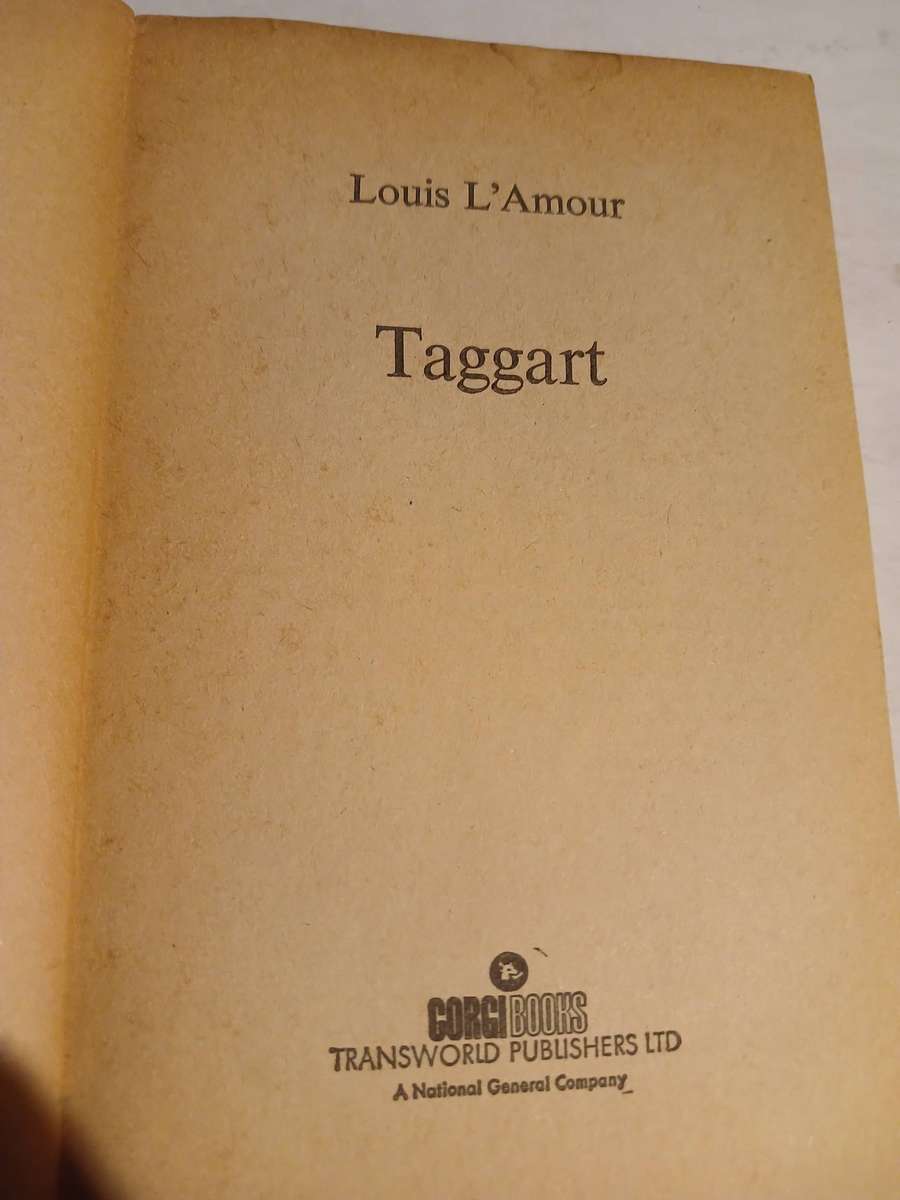 Louis L'Amour
Taggart
CORGI BOOKS
TRANSWORLD PUBLISHERS LTD
A National General Company